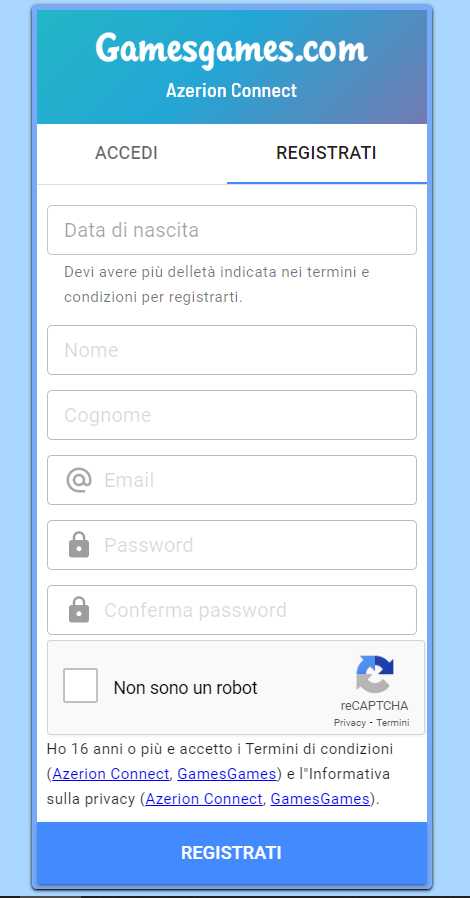 Gamesgames.com
Azerion Connect
ACCEDI REGISTRATI
Data di nascita
Devi avere più delletà indicata nei termini e
condizioni per registrarti.
Nome
Cognome
Email
Password
Conferma password
Non sono un robot
reCAPTCHA
Privacy - Termini
Ho 16 anni o più e accetto i Termini di condizioni
(Azerion Connect, GamesGames) e l"Informativa
sulla privacy (Azerion Connect, GamesGames).
REGISTRATI